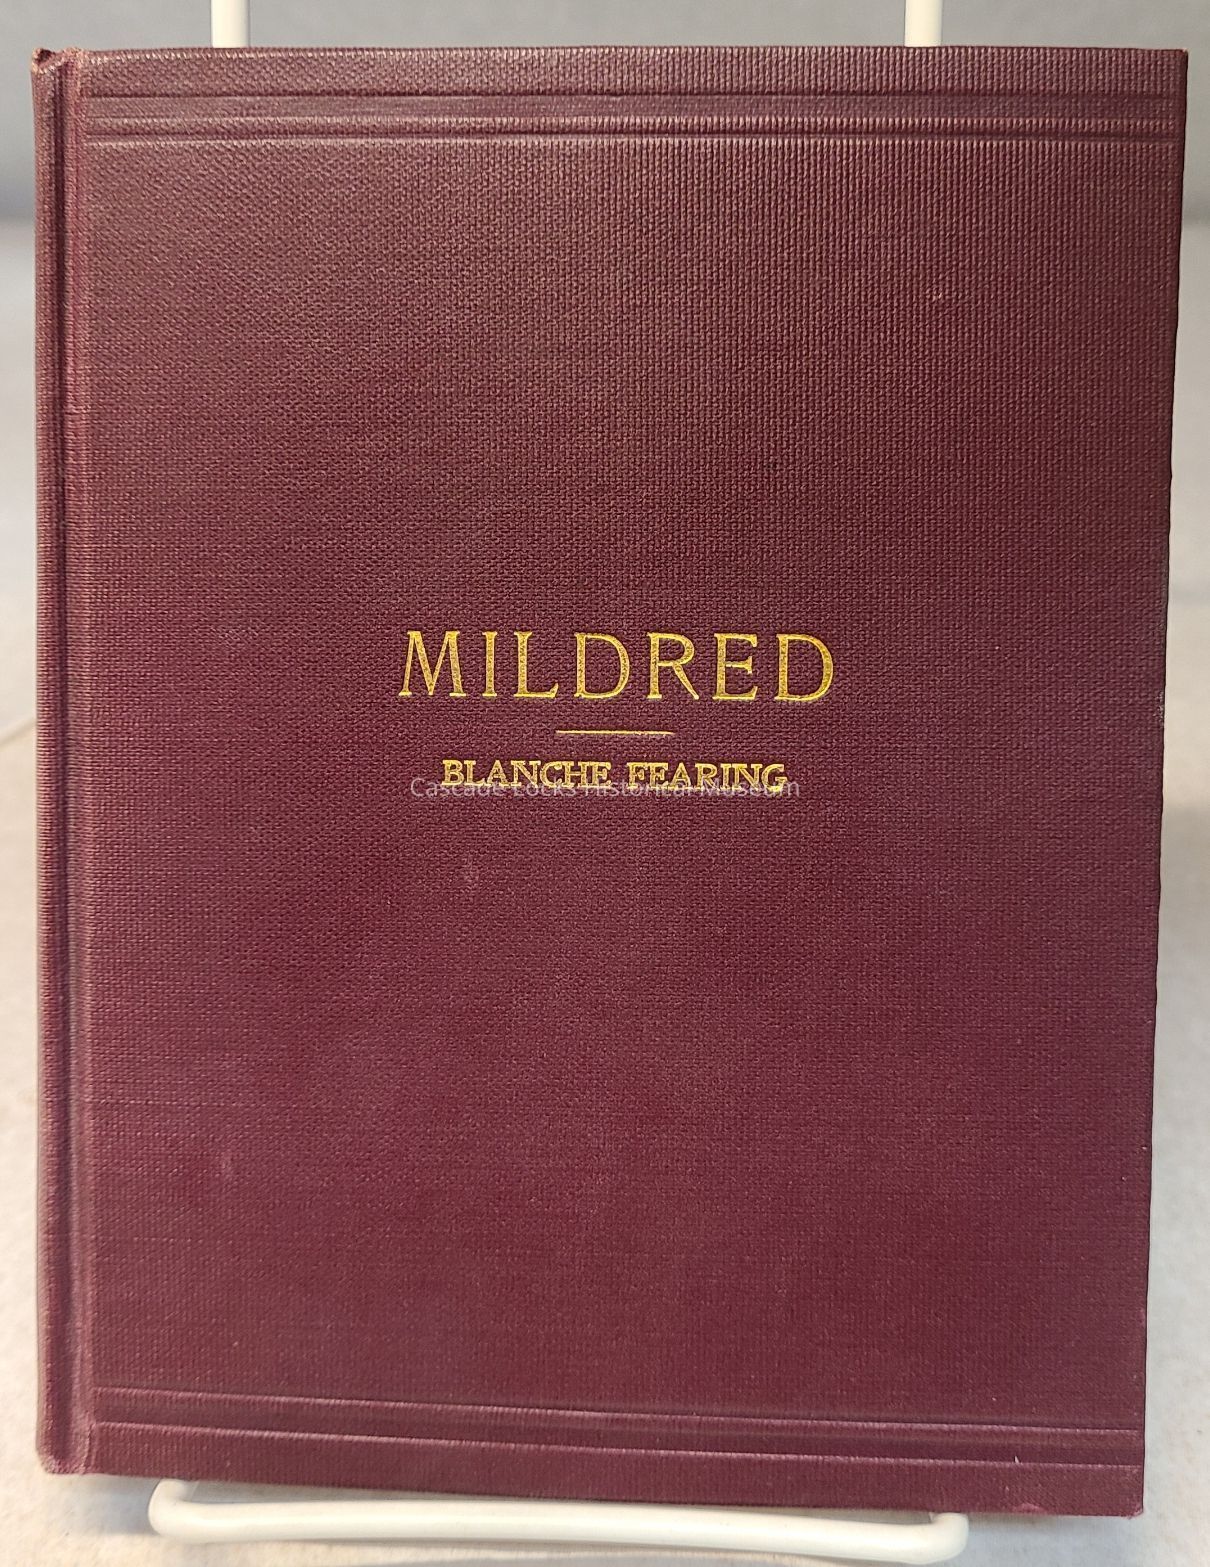 MILDRED
BLANCHE FEARING
Cascade Locks Historical Museum